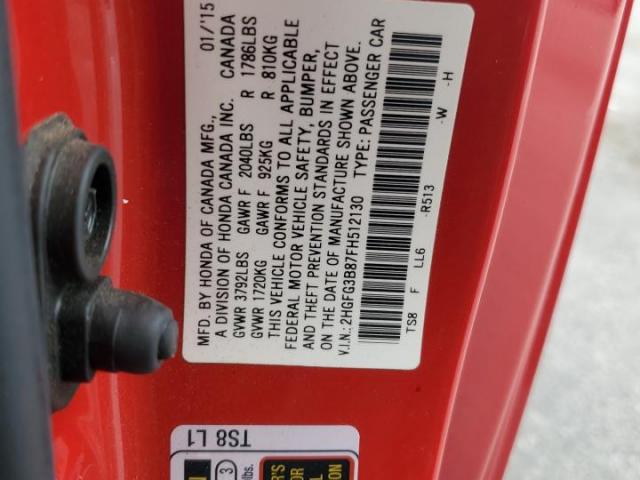 MFD. BY HONDA OF CANADA MFG., 01/'15
A DIVISION OF HONDA CANADA INC. CANADA
GVWR 3792LBS GAWR F 2040LBS R 1786LBS
GVWR 1720KG GAWR F 925KG R 810KG
THIS VEHICLE CONFORMS TO ALL APPLICABLE
FEDERAL MOTOR VEHICLE SAFETY, BUMPER,
AND THEFT PREVENTION STANDARDS IN EFFECT
ON THE DATE OF MANUFACTURE SHOWN ABOVE.
V.I.N.: 2HGFG3B87FH512130 TYPE: PASSENGER CAR
TS8 F LL6 -R513 -W -H
TS8 L1
3
lbs.